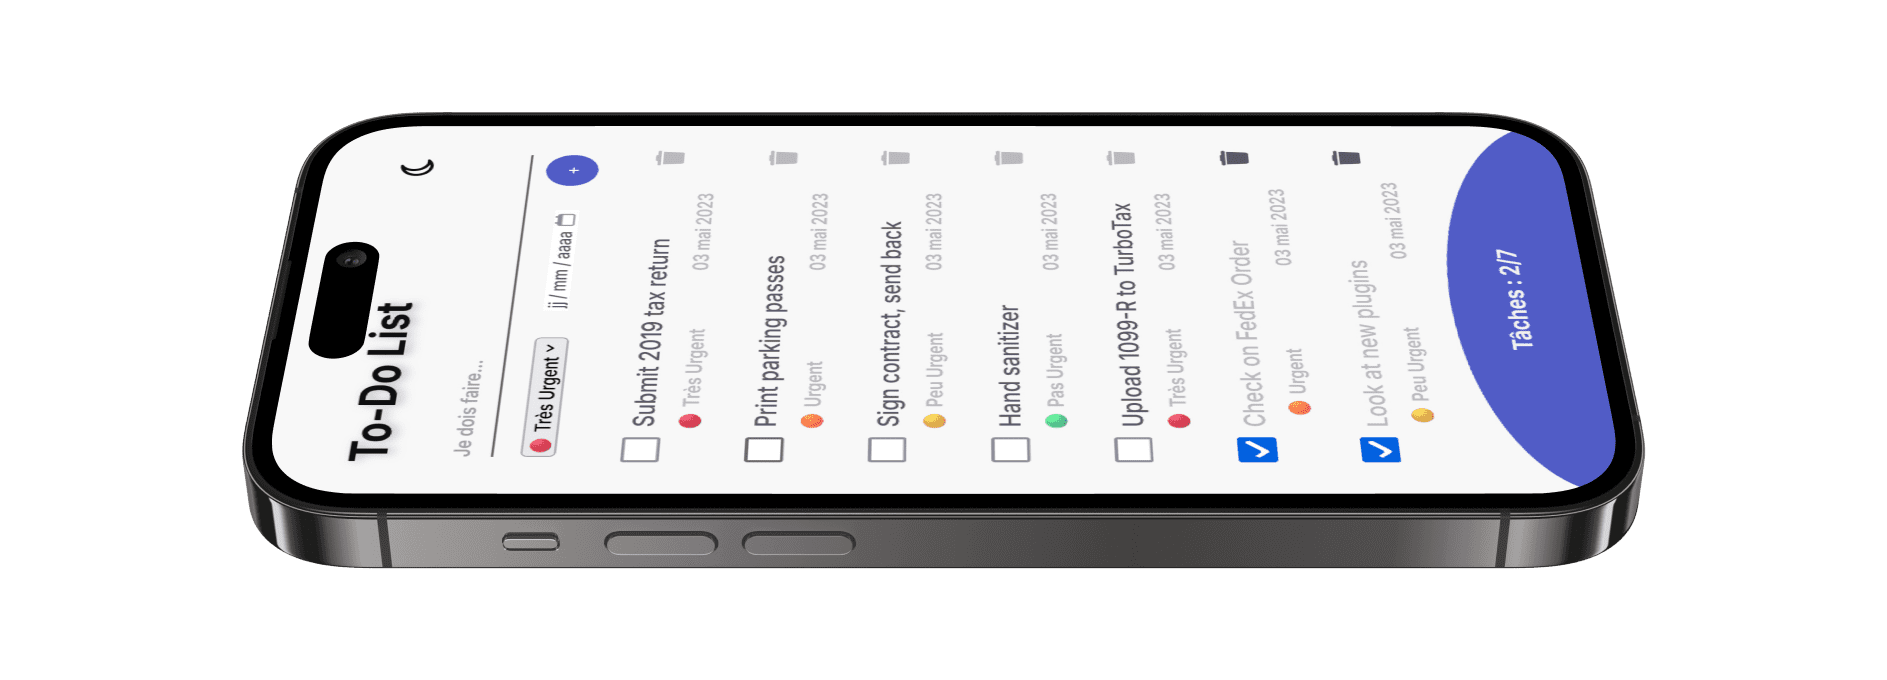 To-Do List
Je dois faire...
Très Urgent
jj / mm / aaaa
+
Submit 2019 tax return
Très Urgent 03 mai 2023
Print parking passes
Urgent 03 mai 2023
Sign contract, send back
Peu Urgent 03 mai 2023
Hand sanitizer
Pas Urgent 03 mai 2023
Upload 1099-R to TurboTax
Très Urgent 03 mai 2023
Check on FedEx Order
Urgent 03 mai 2023
Look at new plugins
Peu Urgent 03 mai 2023
Tâches : 2/7